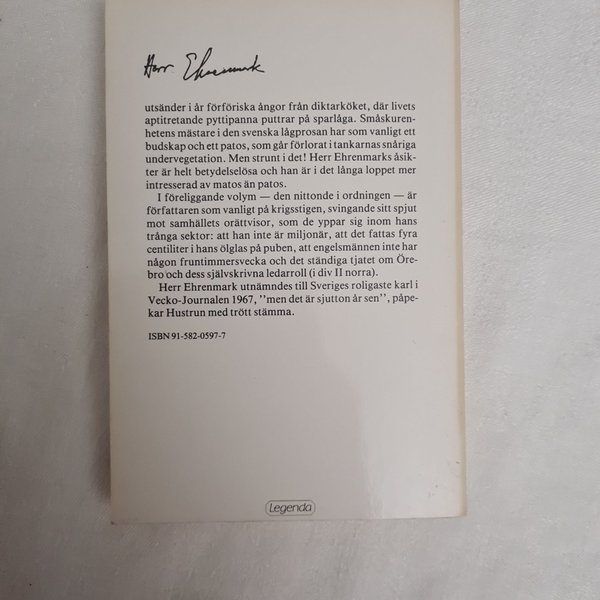 Herr Ehrenmark
utsänder i år förföriska ångor från diktarköket, där livets
aptitretande pyttipanna puttrar på sparlåga. Småskuren-
hetens mästare i den svenska lågprosan har som vanligt ett
budskap och ett patos, som går förlorat i tankarnas snåriga
undervegetation. Men strunt i det! Herr Ehrenmarks åsik-
ter är helt betydelselösa och han är i det långa loppet mer
intresserad av matos än patos.
I föreliggande volym — den nittonde i ordningen — är
författaren som vanligt på krigsstigen, svingande sitt spjut
mot samhällets orättvisor, som de yppar sig inom hans
trånga sektor: att han inte är miljonär, att det fattas fyra
centiliter i hans ölglas på puben, att engelsmännen inte har
någon fruntimmersvecka och det ständiga tjatet om Öre-
bro och dess självskrivna ledarroll (i div II norra).
Herr Ehrenmark utnämndes till Sveriges roligaste karl i
Vecko-Journalen 1967, ''men det är sjutton år sen'', påpe-
kar Hustrun med trött stämma.
ISBN 91-582-0597-7
Legenda